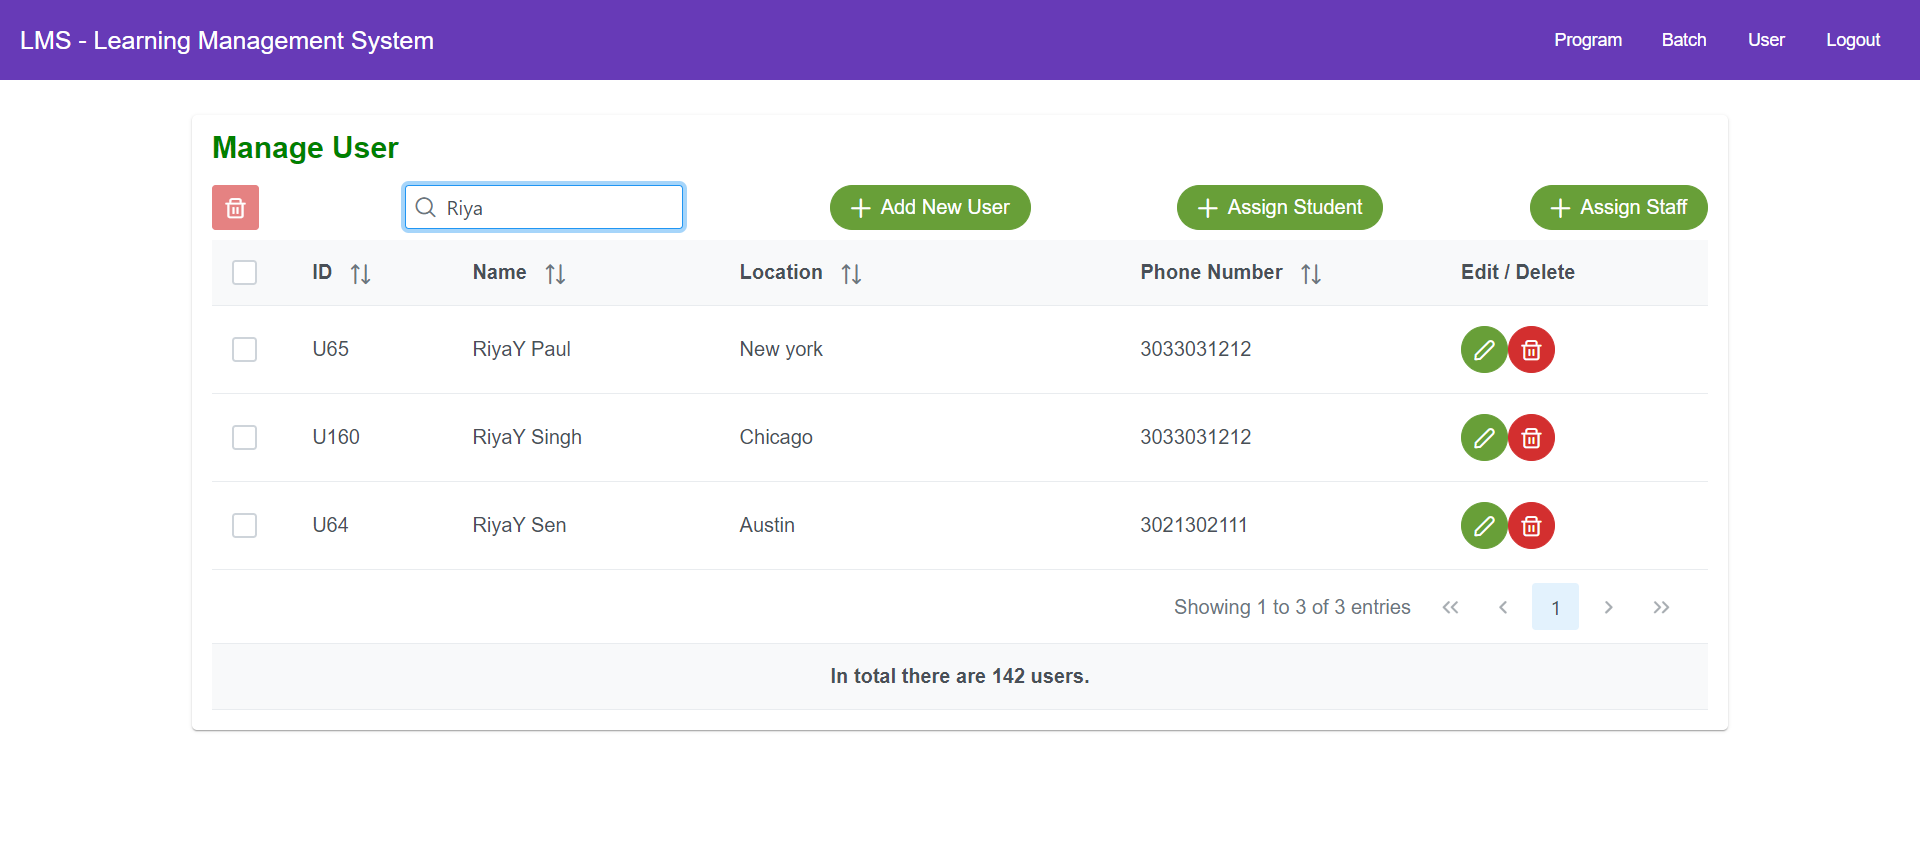 LMS - Learning Management System Program Batch User Logout
Manage User
Riya Add New User Assign Student Assign Staff
ID Name Location Phone Number Edit / Delete
U65 RiyaY Paul New york 3033031212
U160 RiyaY Singh Chicago 3033031212
U64 RiyaY Sen Austin 3021302111
Showing 1 to 3 of 3 entries 1
In total there are 142 users.